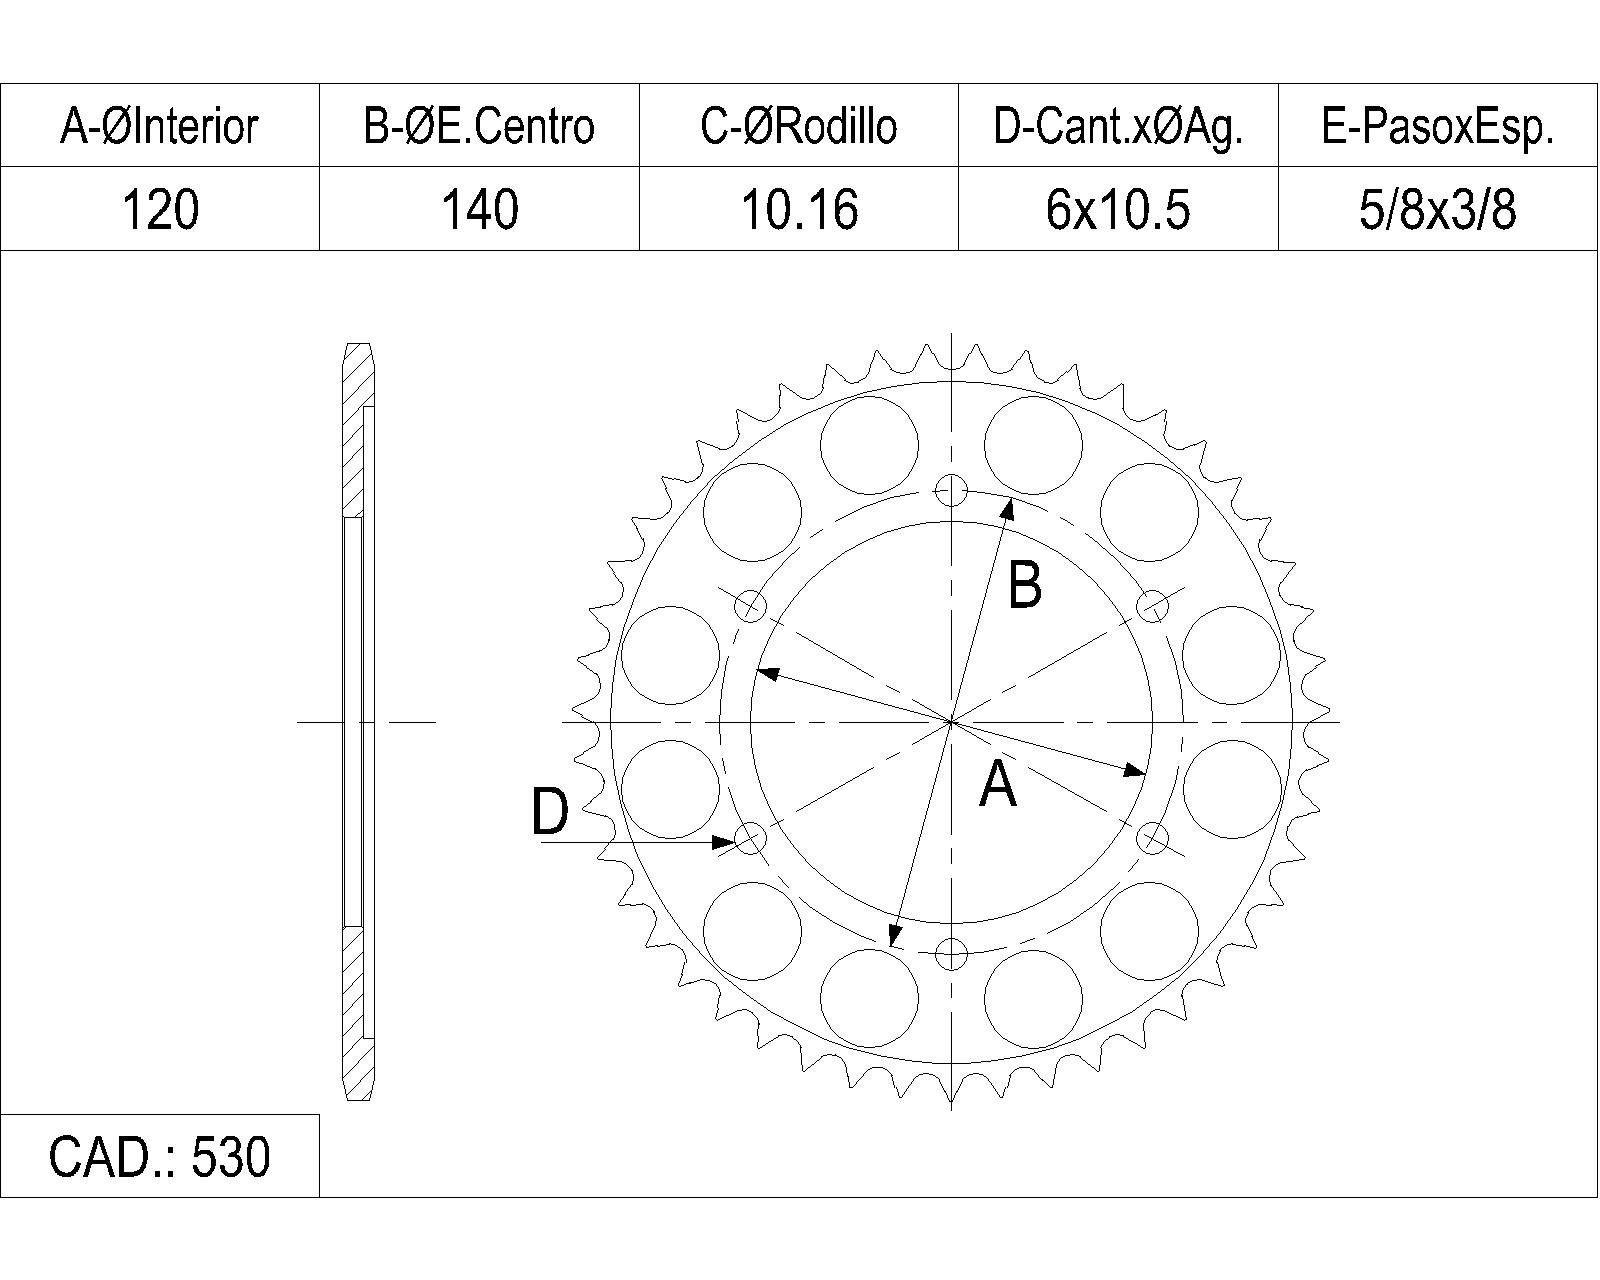 A-ØInterior B-ØE.Centro C-ØRodillo D-Cant.xØAg. E-PasoxEsp.
120 140 10.16 6x10.5 5/8x3/8
B
A
D
CAD.: 530